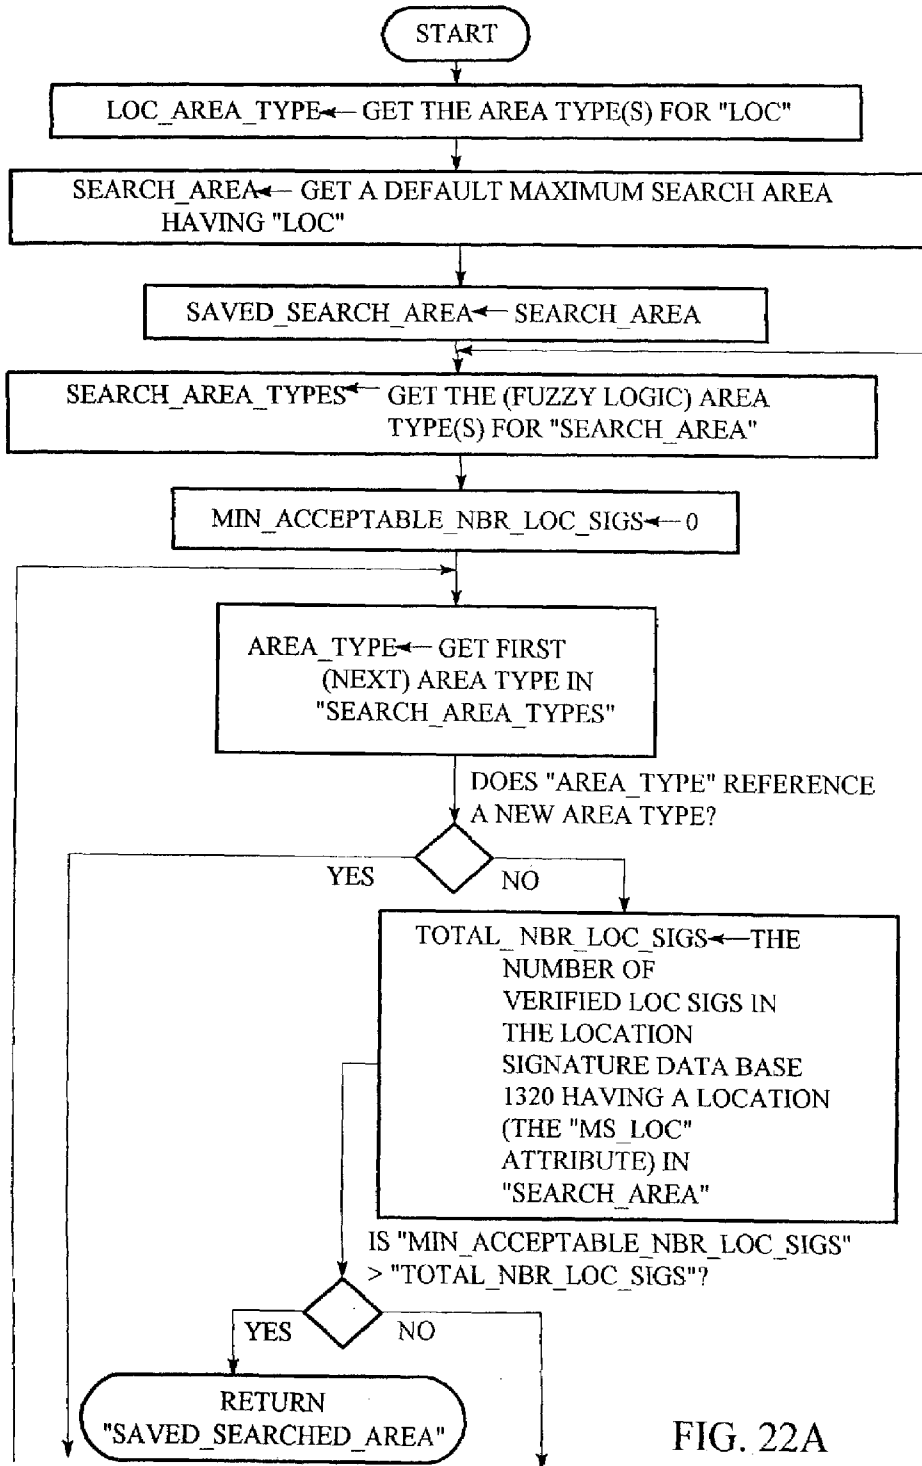 START
LOC_AREA_TYPE← GET THE AREA TYPE(S) FOR "LOC"
SEARCH_AREA← GET A DEFAULT MAXIMUM SEARCH AREA
HAVING "LOC"
SAVED_SEARCH_AREA← SEARCH_AREA
SEARCH_AREA_TYPES← GET THE (FUZZY LOGIC) AREA
TYPE(S) FOR "SEARCH_AREA"
MIN_ACCEPTABLE_NBR_LOC_SIGS← 0
AREA_TYPE← GET FIRST
(NEXT) AREA TYPE IN
"SEARCH_AREA_TYPES"
DOES "AREA_TYPE" REFERENCE
A NEW AREA TYPE?
YES
NO
TOTAL_NBR_LOC_SIGS←THE
NUMBER OF
VERIFIED LOC SIGS IN
THE LOCATION
SIGNATURE DATA BASE
1320 HAVING A LOCATION
(THE "MS_LOC"
ATTRIBUTE) IN
"SEARCH_AREA"
IS "MIN_ACCEPTABLE_NBR_LOC_SIGS"
> "TOTAL_NBR_LOC_SIGS"?
YES
NO
RETURN
"SAVED_SEARCHED_AREA"
FIG. 22A